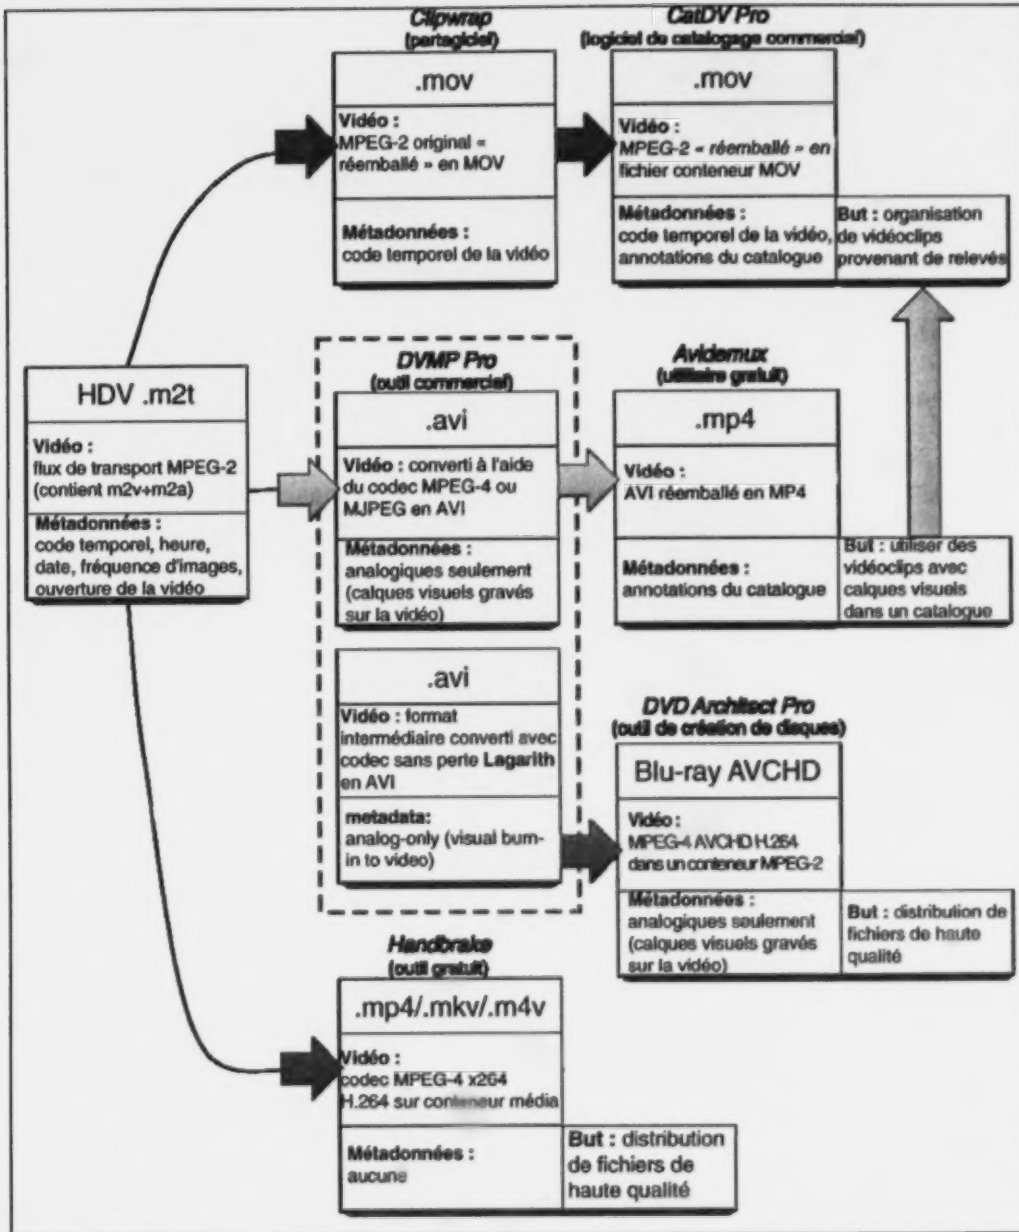 Clipwrap
(partagiciel)
.mov
Vidéo :
MPEG-2 original «
réemballé » en MOV
Métadonnées :
code temporel de la vidéo
CatDV Pro
(logiciel de catalogage commercial)
.mov
Vidéo :
MPEG-2 « réemballé » en
fichier conteneur MOV
Métadonnées :
code temporel de la vidéo,
annotations du catalogue
But : organisation
de vidéoclips
provenant de relevés
HDV .m2t
Vidéo :
flux de transport MPEG-2
(contient m2v+m2a)
Métadonnées :
code temporel, heure,
date, fréquence d'images,
ouverture de la vidéo
DVMP Pro
(outil commercial)
.avi
Vidéo : converti à l'aide
du codec MPEG-4 ou
MJPEG en AVI
Métadonnées :
analogiques seulement
(calques visuels gravés
sur la vidéo)
Avidemux
(utilitaire gratuit)
.mp4
Vidéo :
AVI réemballé en MP4
Métadonnées :
annotations du catalogue
But : utiliser des
vidéoclips avec
calques visuels
dans un catalogue
.avi
Vidéo : format
intermédiaire converti avec
codec sans perte Lagarith
en AVI
metadata:
analog-only (visual burn-
in to video)
DVD Architect Pro
(outil de création de disques)
Blu-ray AVCHD
Vidéo :
MPEG-4 AVCHD H.264
dans un conteneur MPEG-2
Métadonnées :
analogiques seulement
(calques visuels gravés
sur la vidéo)
But : distribution de
fichiers de haute
qualité
Handbrake
(outil gratuit)
.mp4/.mkv/.m4v
Vidéo :
codec MPEG-4 x264
H.264 sur conteneur média
Métadonnées :
aucune
But : distribution
de fichiers de
haute qualité